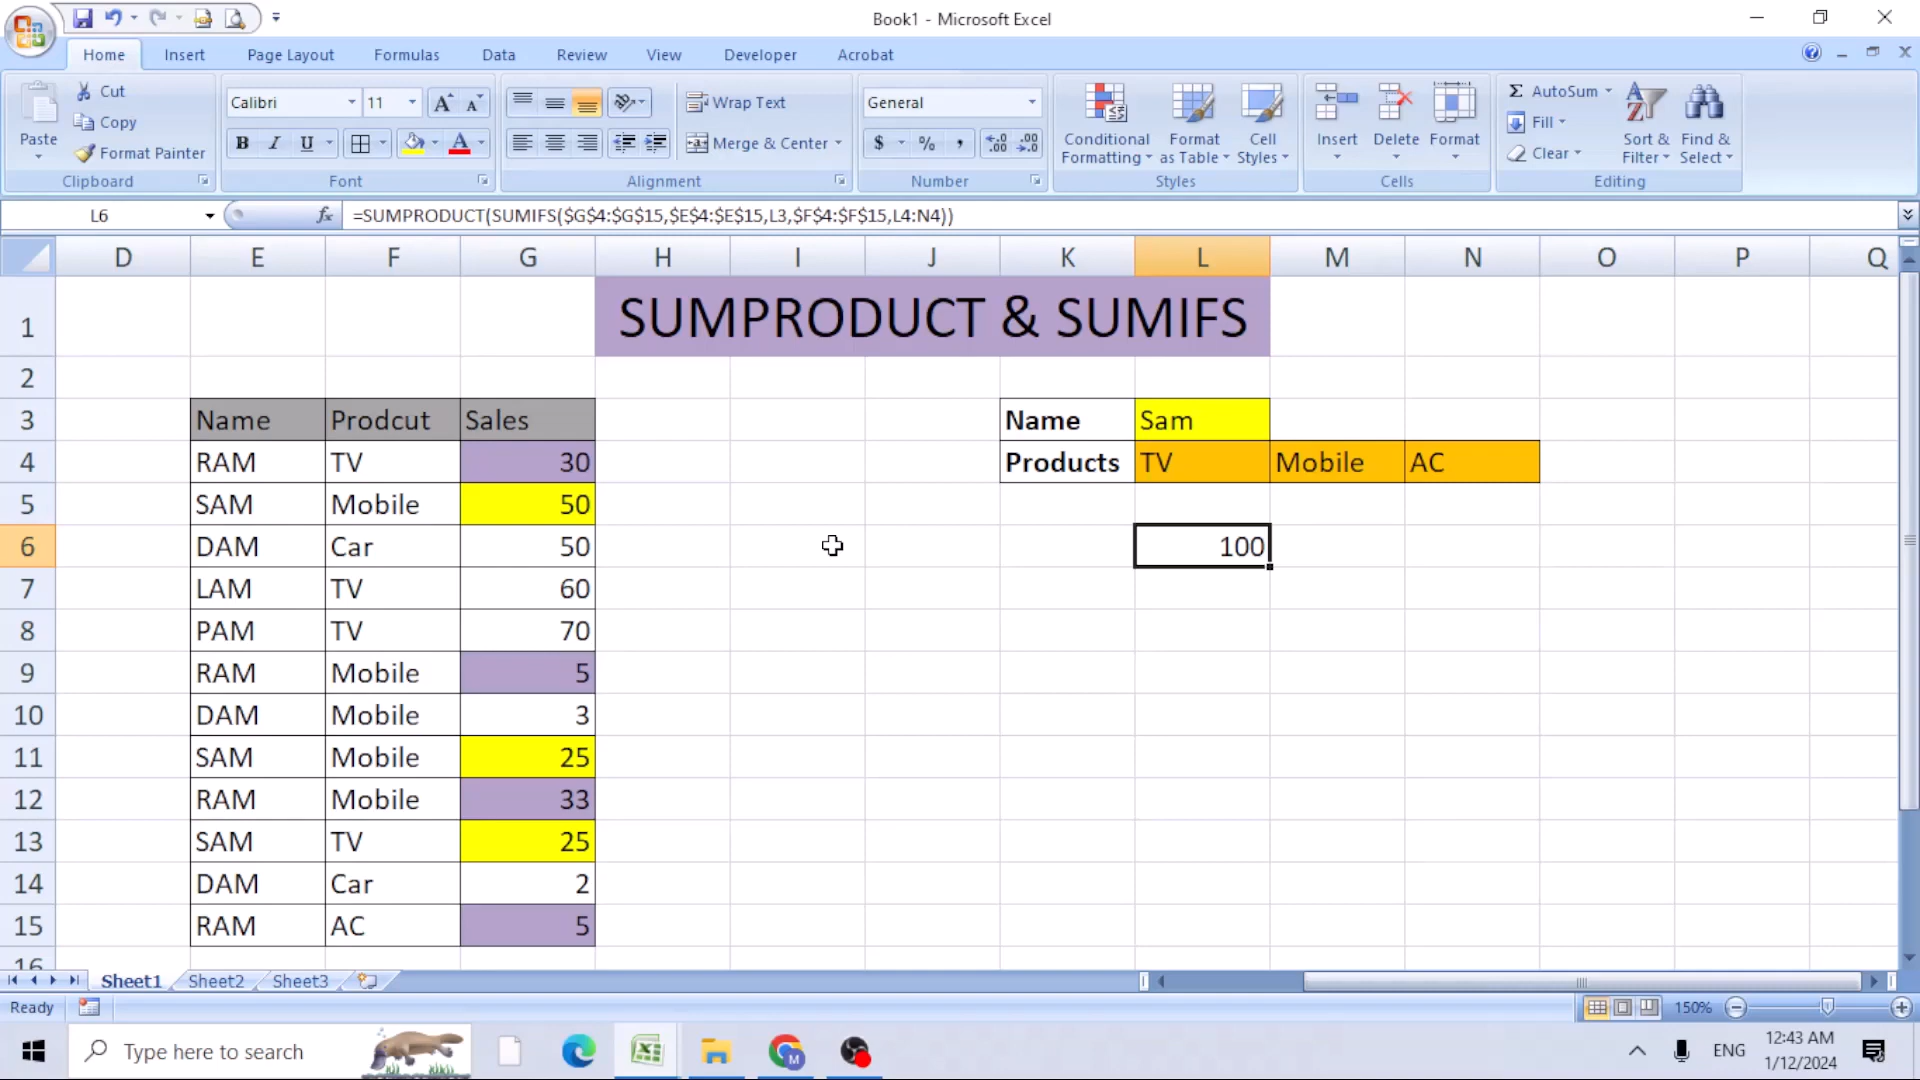 Book1 - Microsoft Excel
Home Insert Page Layout Formulas Data Review View Developer Acrobat
Paste
Cut
Copy
Format Painter
Clipboard
Calibri 11
B I U
Font
Wrap Text
Merge & Center
Alignment
General
$ % ,
Number
Conditional Formatting
Format as Table
Cell Styles
Styles
Insert Delete Format
Cells
Σ AutoSum
Fill
Clear
Sort & Filter
Find & Select
Editing
L6 fx =SUMPRODUCT(SUMIFS($G$4:$G$15,$E$4:$E$15,L3,$F$4:$F$15,L4:N4))
D E F G H I J K L M N O P Q
1 SUMPRODUCT & SUMIFS
2
3 Name Prodcut Sales Name Sam
4 RAM TV 30 Products TV Mobile AC
5 SAM Mobile 50
6 DAM Car 50 100
7 LAM TV 60
8 PAM TV 70
9 RAM Mobile 5
10 DAM Mobile 3
11 SAM Mobile 25
12 RAM Mobile 33
13 SAM TV 25
14 DAM Car 2
15 RAM AC 5
16
Sheet1 Sheet2 Sheet3
Ready 150%
Type here to search
ENG
12:43 AM
1/12/2024